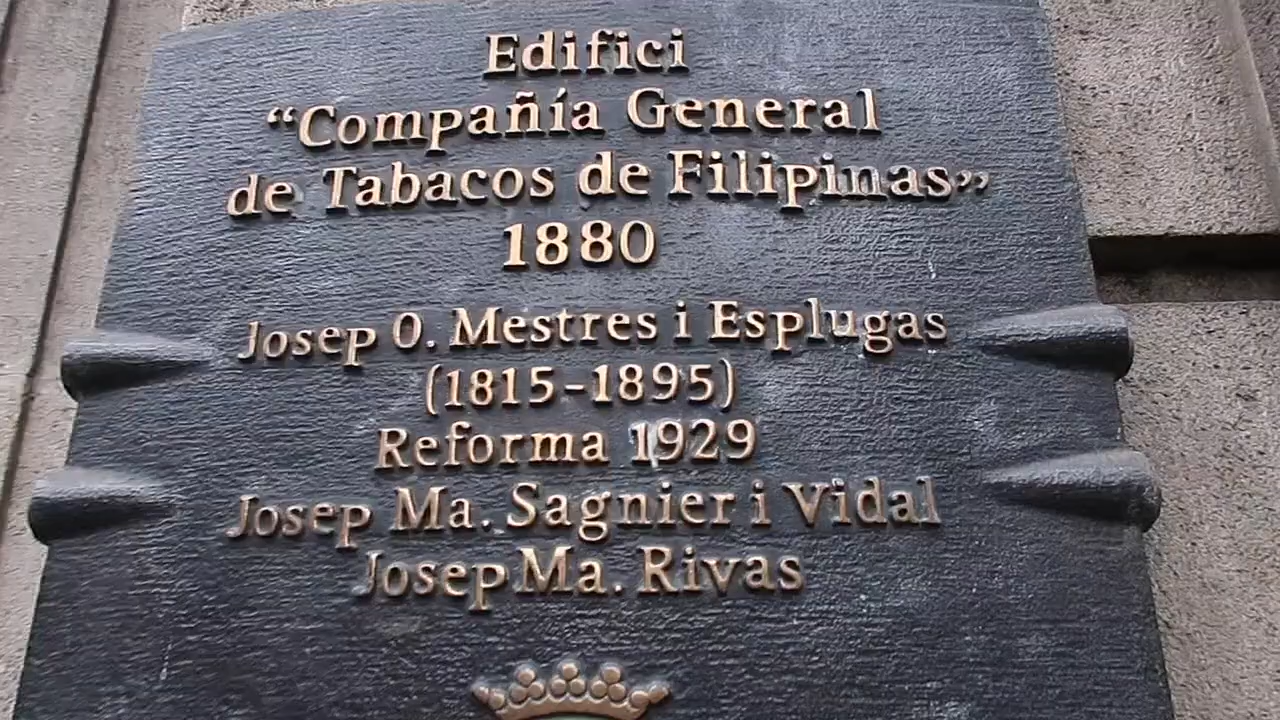 Edifici
“Compañía General
de Tabacos de Filipinas”
1880
Josep O. Mestres i Esplugas
(1815-1895)
Reforma 1929
Josep Ma. Sagnier i Vidal
Josep Ma. Rivas